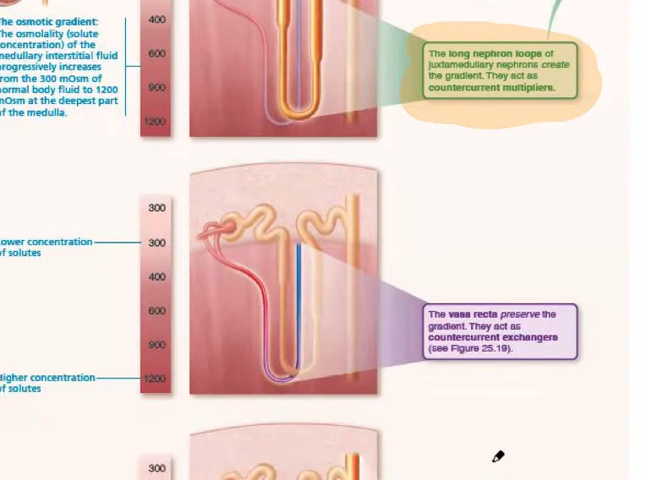 The osmotic gradient:
The osmolality (solute
concentration) of the
medullary interstitial fluid
progressively increases
from the 300 mOsm of
normal body fluid to 1200
mOsm at the deepest part
of the medulla.
400
600
900
1200
The long nephron loops of
juxtamedullary nephrons create
the gradient. They act as
countercurrent multipliers.
300
Lower concentration
of solutes
300
400
600
900
Higher concentration
of solutes
1200
The vasa recta preserve the
gradient. They act as
countercurrent exchangers
(see Figure 25.19).
300